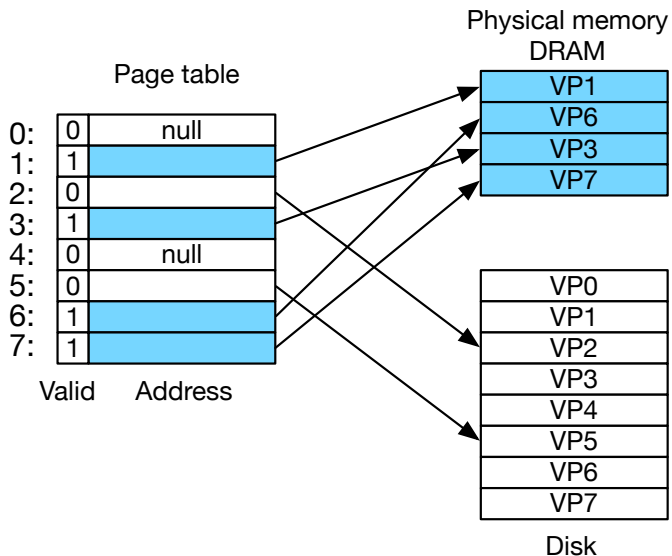 Physical memory
DRAM
Page table
VP1
VP6
VP3
VP7
0: 0 null
1: 1
2: 0
3: 1
4: 0 null
5: 0
6: 1
7: 1
Valid Address
VP0
VP1
VP2
VP3
VP4
VP5
VP6
VP7
Disk